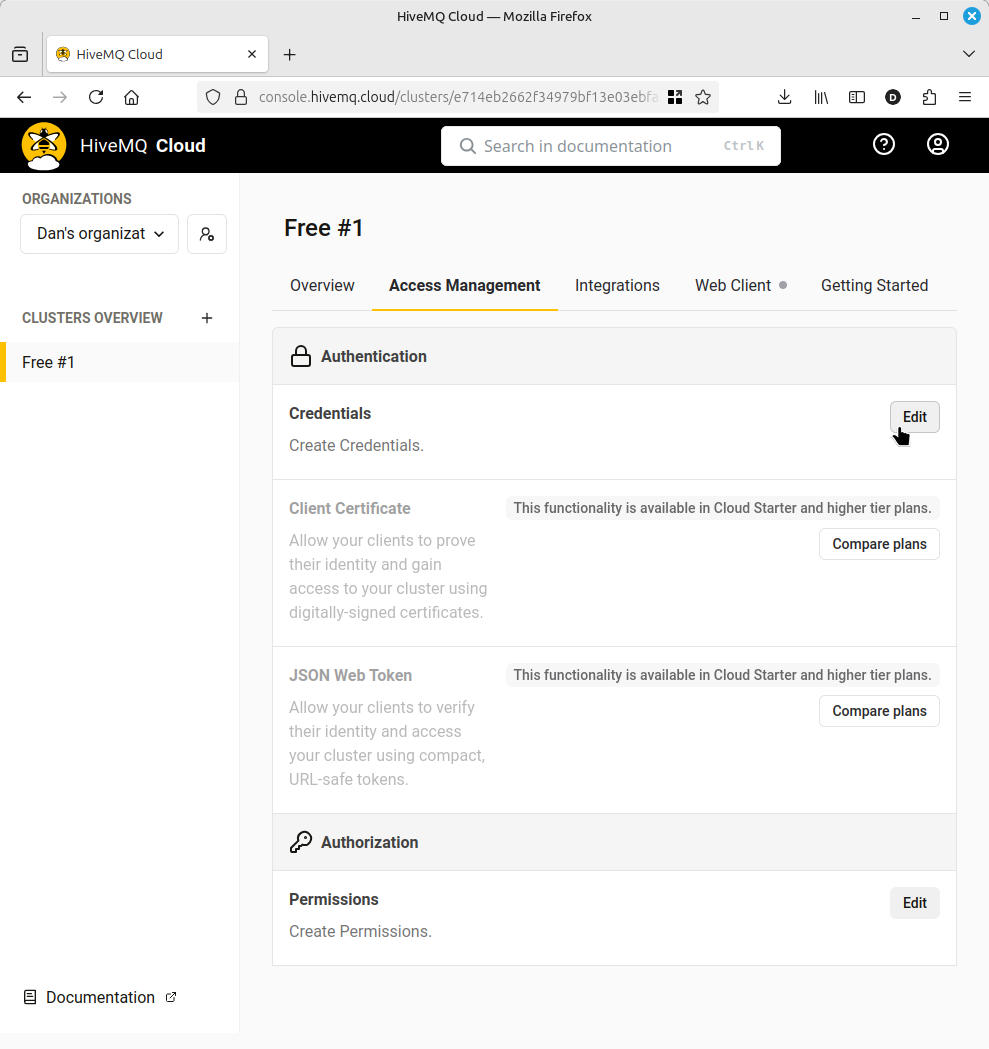 HiveMQ Cloud — Mozilla Firefox
HiveMQ Cloud
console.hivemq.cloud/clusters/e714eb2662f34979bf13e03ebfa
D
HiveMQ Cloud
Search in documentation
Ctrl K
ORGANIZATIONS
Dan's organizat
CLUSTERS OVERVIEW
Free #1
Documentation
Free #1
Overview
Access Management
Integrations
Web Client
Getting Started
Authentication
Credentials
Edit
Create Credentials.
Client Certificate
This functionality is available in Cloud Starter and higher tier plans.
Compare plans
Allow your clients to prove
their identity and gain
access to your cluster using
digitally-signed certificates.
JSON Web Token
This functionality is available in Cloud Starter and higher tier plans.
Compare plans
Allow your clients to verify
their identity and access
your cluster using compact,
URL-safe tokens.
Authorization
Permissions
Edit
Create Permissions.